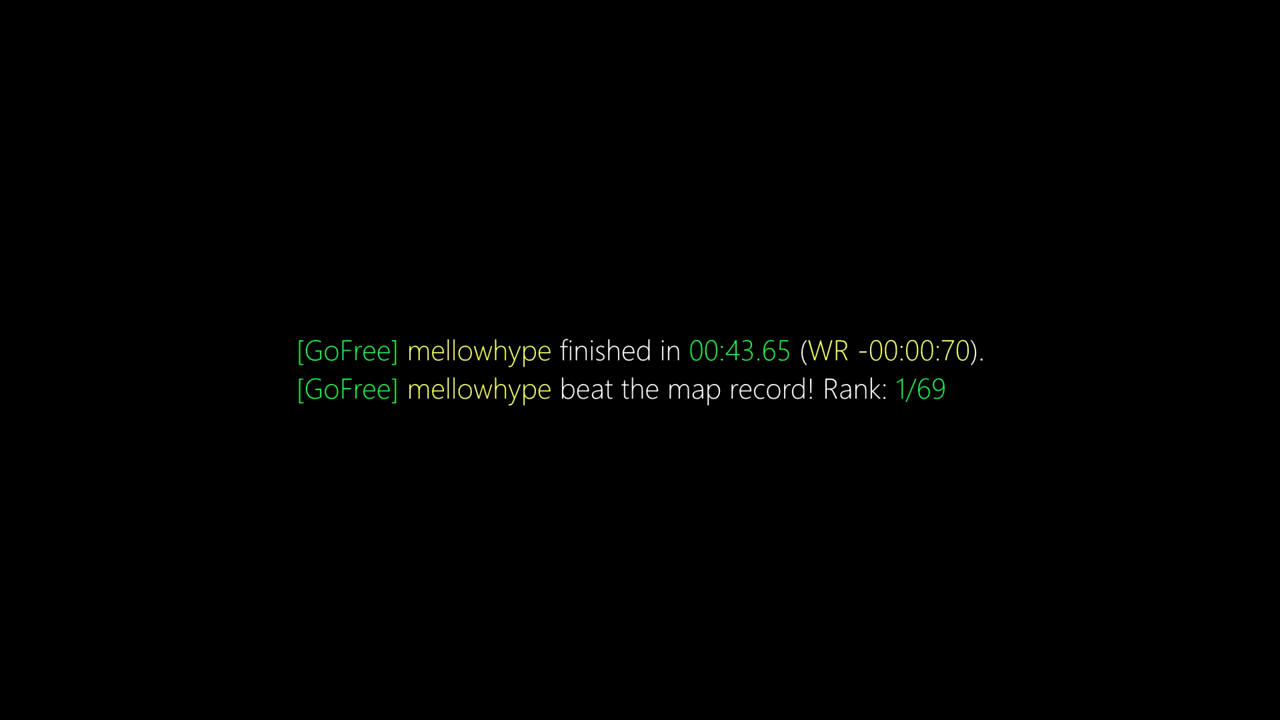 [GoFree] mellowhype finished in 00:43.65 (WR -00:00:70).
[GoFree] mellowhype beat the map record! Rank: 1/69